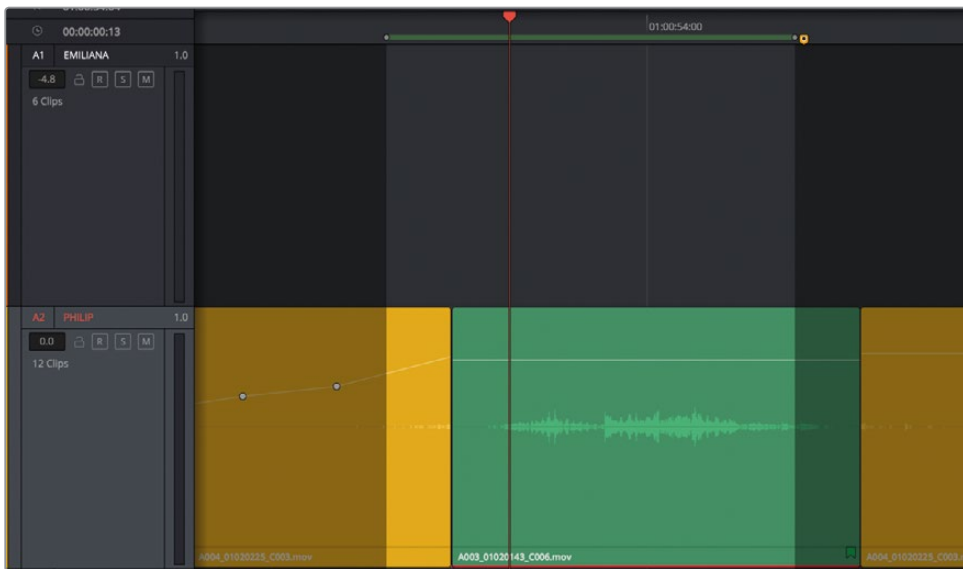 00:00:00:13
01:00:54:00
A1 EMILIANA 1.0
-4.8 R S M
6 Clips
A2 PHILIP 1.0
0.0 R S M
12 Clips
A004_01020225_C003.mov
A003_01020143_C006.mov
A004_01020225_C003.